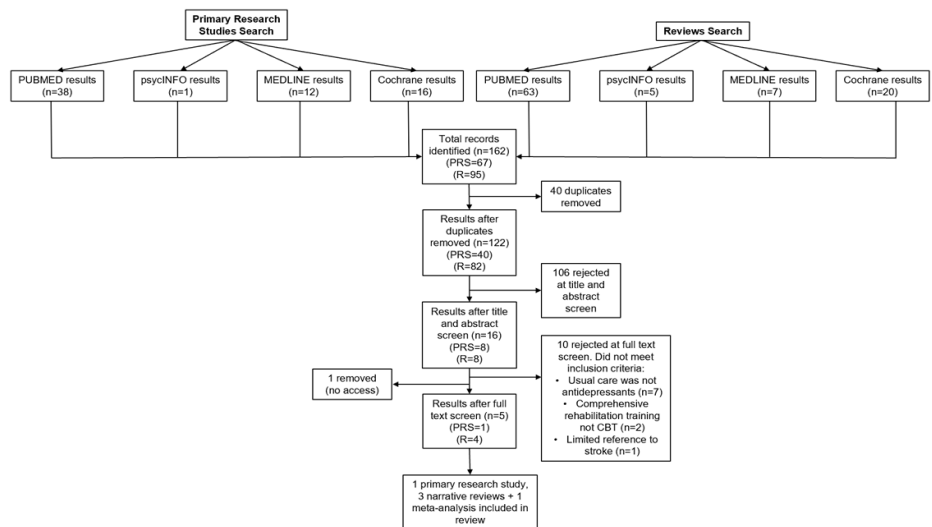 Primary Research
Studies Search
Reviews Search
PUBMED results
(n=38)
psycINFO results
(n=1)
MEDLINE results
(n=12)
Cochrane results
(n=16)
PUBMED results
(n=63)
psycINFO results
(n=5)
MEDLINE results
(n=7)
Cochrane results
(n=20)
Total records
identified (n=162)
(PRS=67)
(R=95)
40 duplicates
removed
Results after
duplicates
removed (n=122)
(PRS=40)
(R=82)
106 rejected
at title and
abstract
screen
Results after title
and abstract
screen (n=16)
(PRS=8)
(R=8)
10 rejected at full text
screen. Did not meet
inclusion criteria:
• Usual care was not
antidepressants (n=7)
• Comprehensive
rehabilitation training
not CBT (n=2)
• Limited reference to
stroke (n=1)
1 removed
(no access)
Results after full
text screen (n=5)
(PRS=1)
(R=4)
1 primary research study,
3 narrative reviews + 1
meta-analysis included in
review